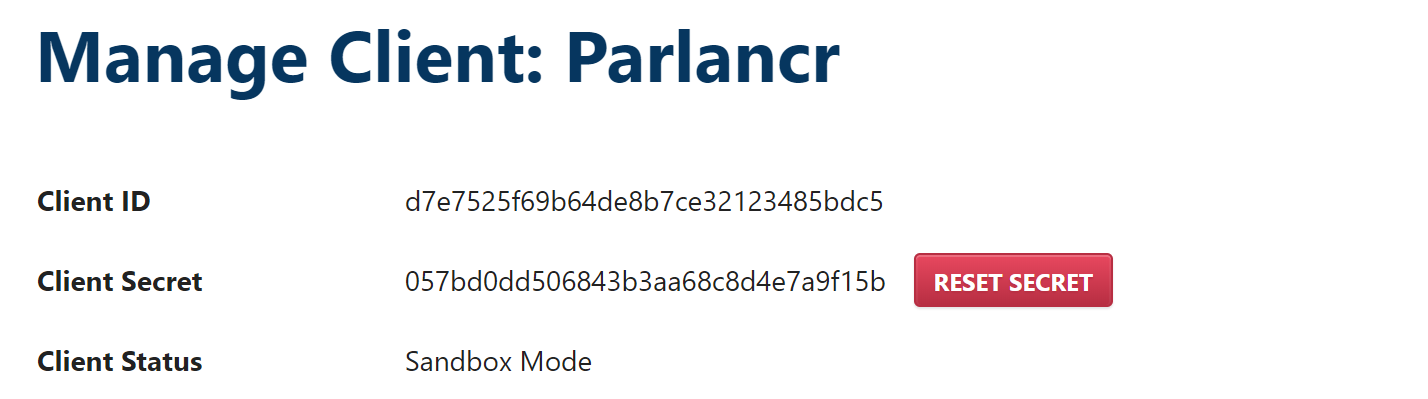 Manage Client: Parlancr
Client ID d7e7525f69b64de8b7ce32123485bdc5
Client Secret 057bd0dd506843b3aa68c8d4e7a9f15b RESET SECRET
Client Status Sandbox Mode